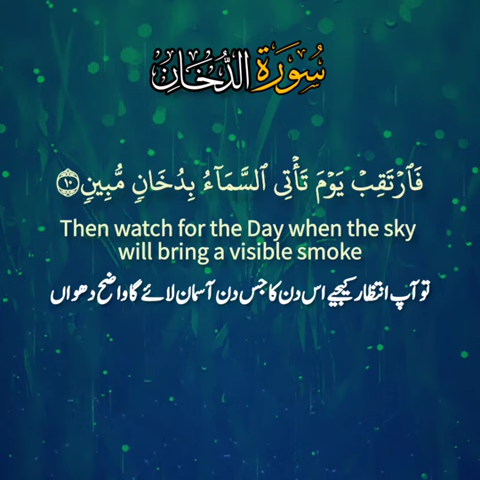 سُورَة الدُّخَان
فَٱرْتَقِبْ يَوْمَ تَأْتِى ٱلسَّمَآءُ بِدُخَانٍ مُّبِينٍ ١٠
Then watch for the Day when the sky
will bring a visible smoke
تو آپ انتظار کیجیے اس دن کا جس دن آسمان لائے گا واضح دھواں